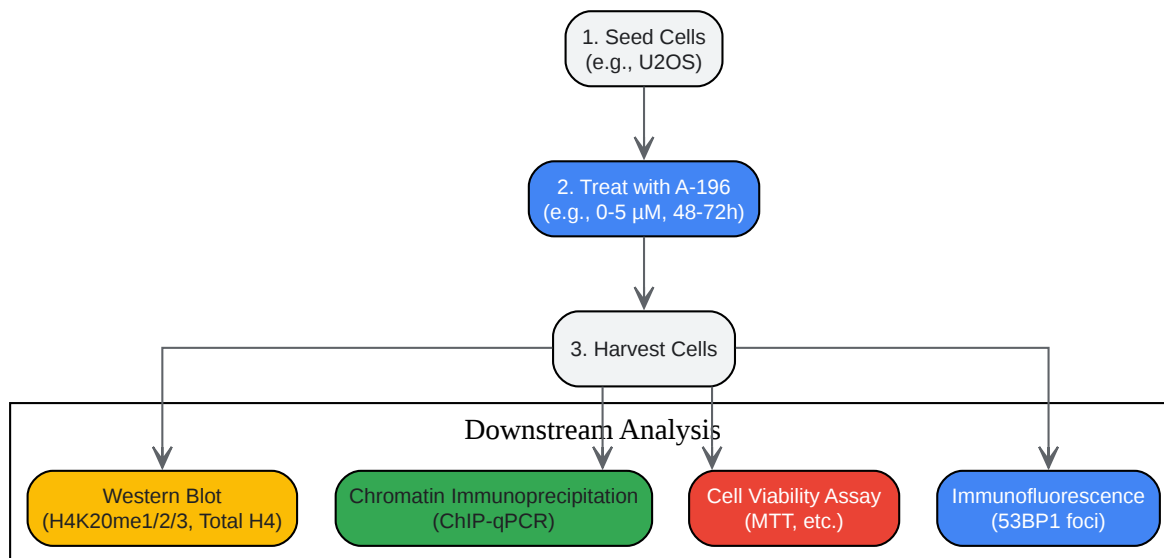 1. Seed Cells
(e.g., U2OS)
2. Treat with A-196
(e.g., 0-5 µM, 48-72h)
3. Harvest Cells
Downstream Analysis
Western Blot
(H4K20me1/2/3, Total H4)
Chromatin Immunoprecipitation
(ChIP-qPCR)
Cell Viability Assay
(MTT, etc.)
Immunofluorescence
(53BP1 foci)